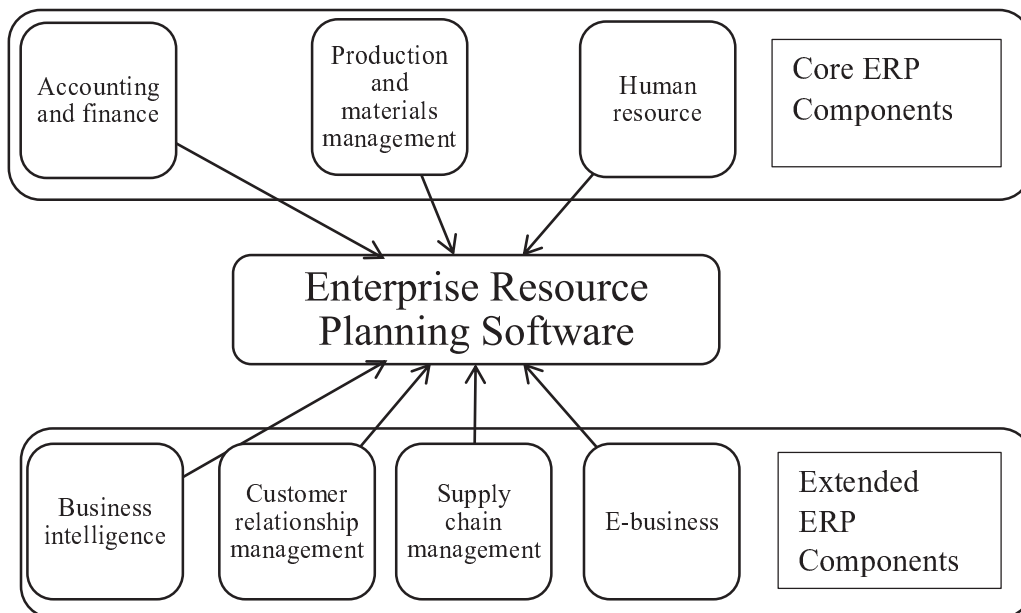 Accounting
and finance
Production
and
materials
management
Human
resource
Core ERP
Components
Enterprise Resource
Planning Software
Business
intelligence
Customer
relationship
management
Supply
chain
management
E-business
Extended
ERP
Components